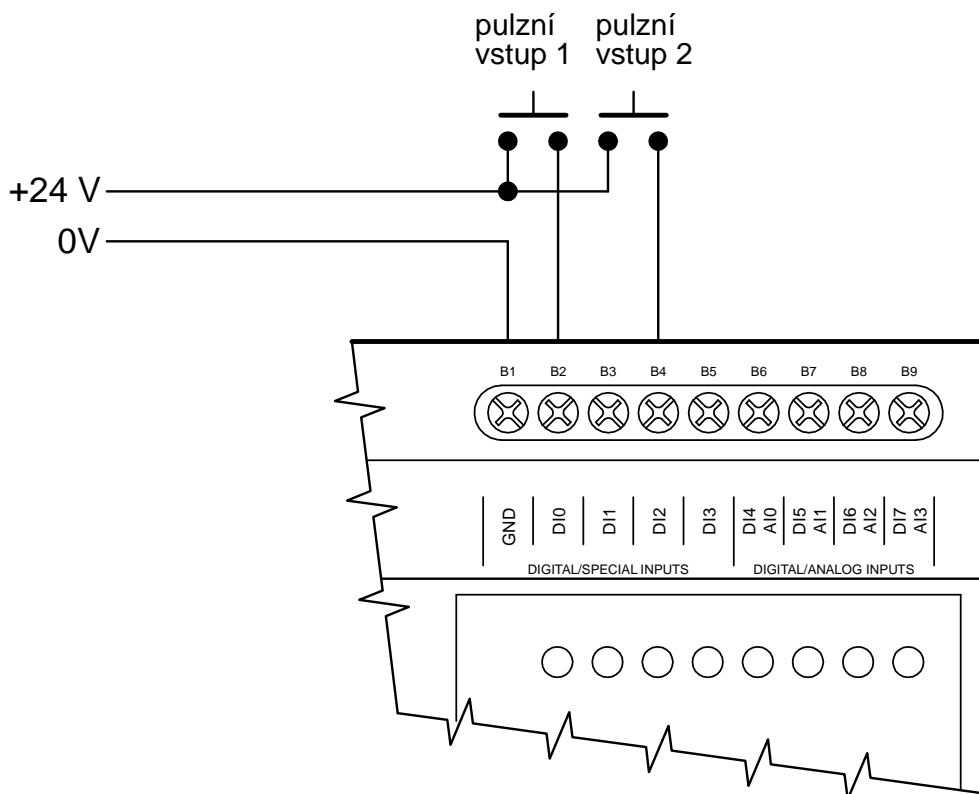 pulzní
vstup 1
pulzní
vstup 2
+24 V
0V
B1 B2 B3 B4 B5 B6 B7 B8 B9
GND
DI0
DI1
DI2
DI3
DI4
AI0
DI5
AI1
DI6
AI2
DI7
AI3
DIGITAL/SPECIAL INPUTS
DIGITAL/ANALOG INPUTS